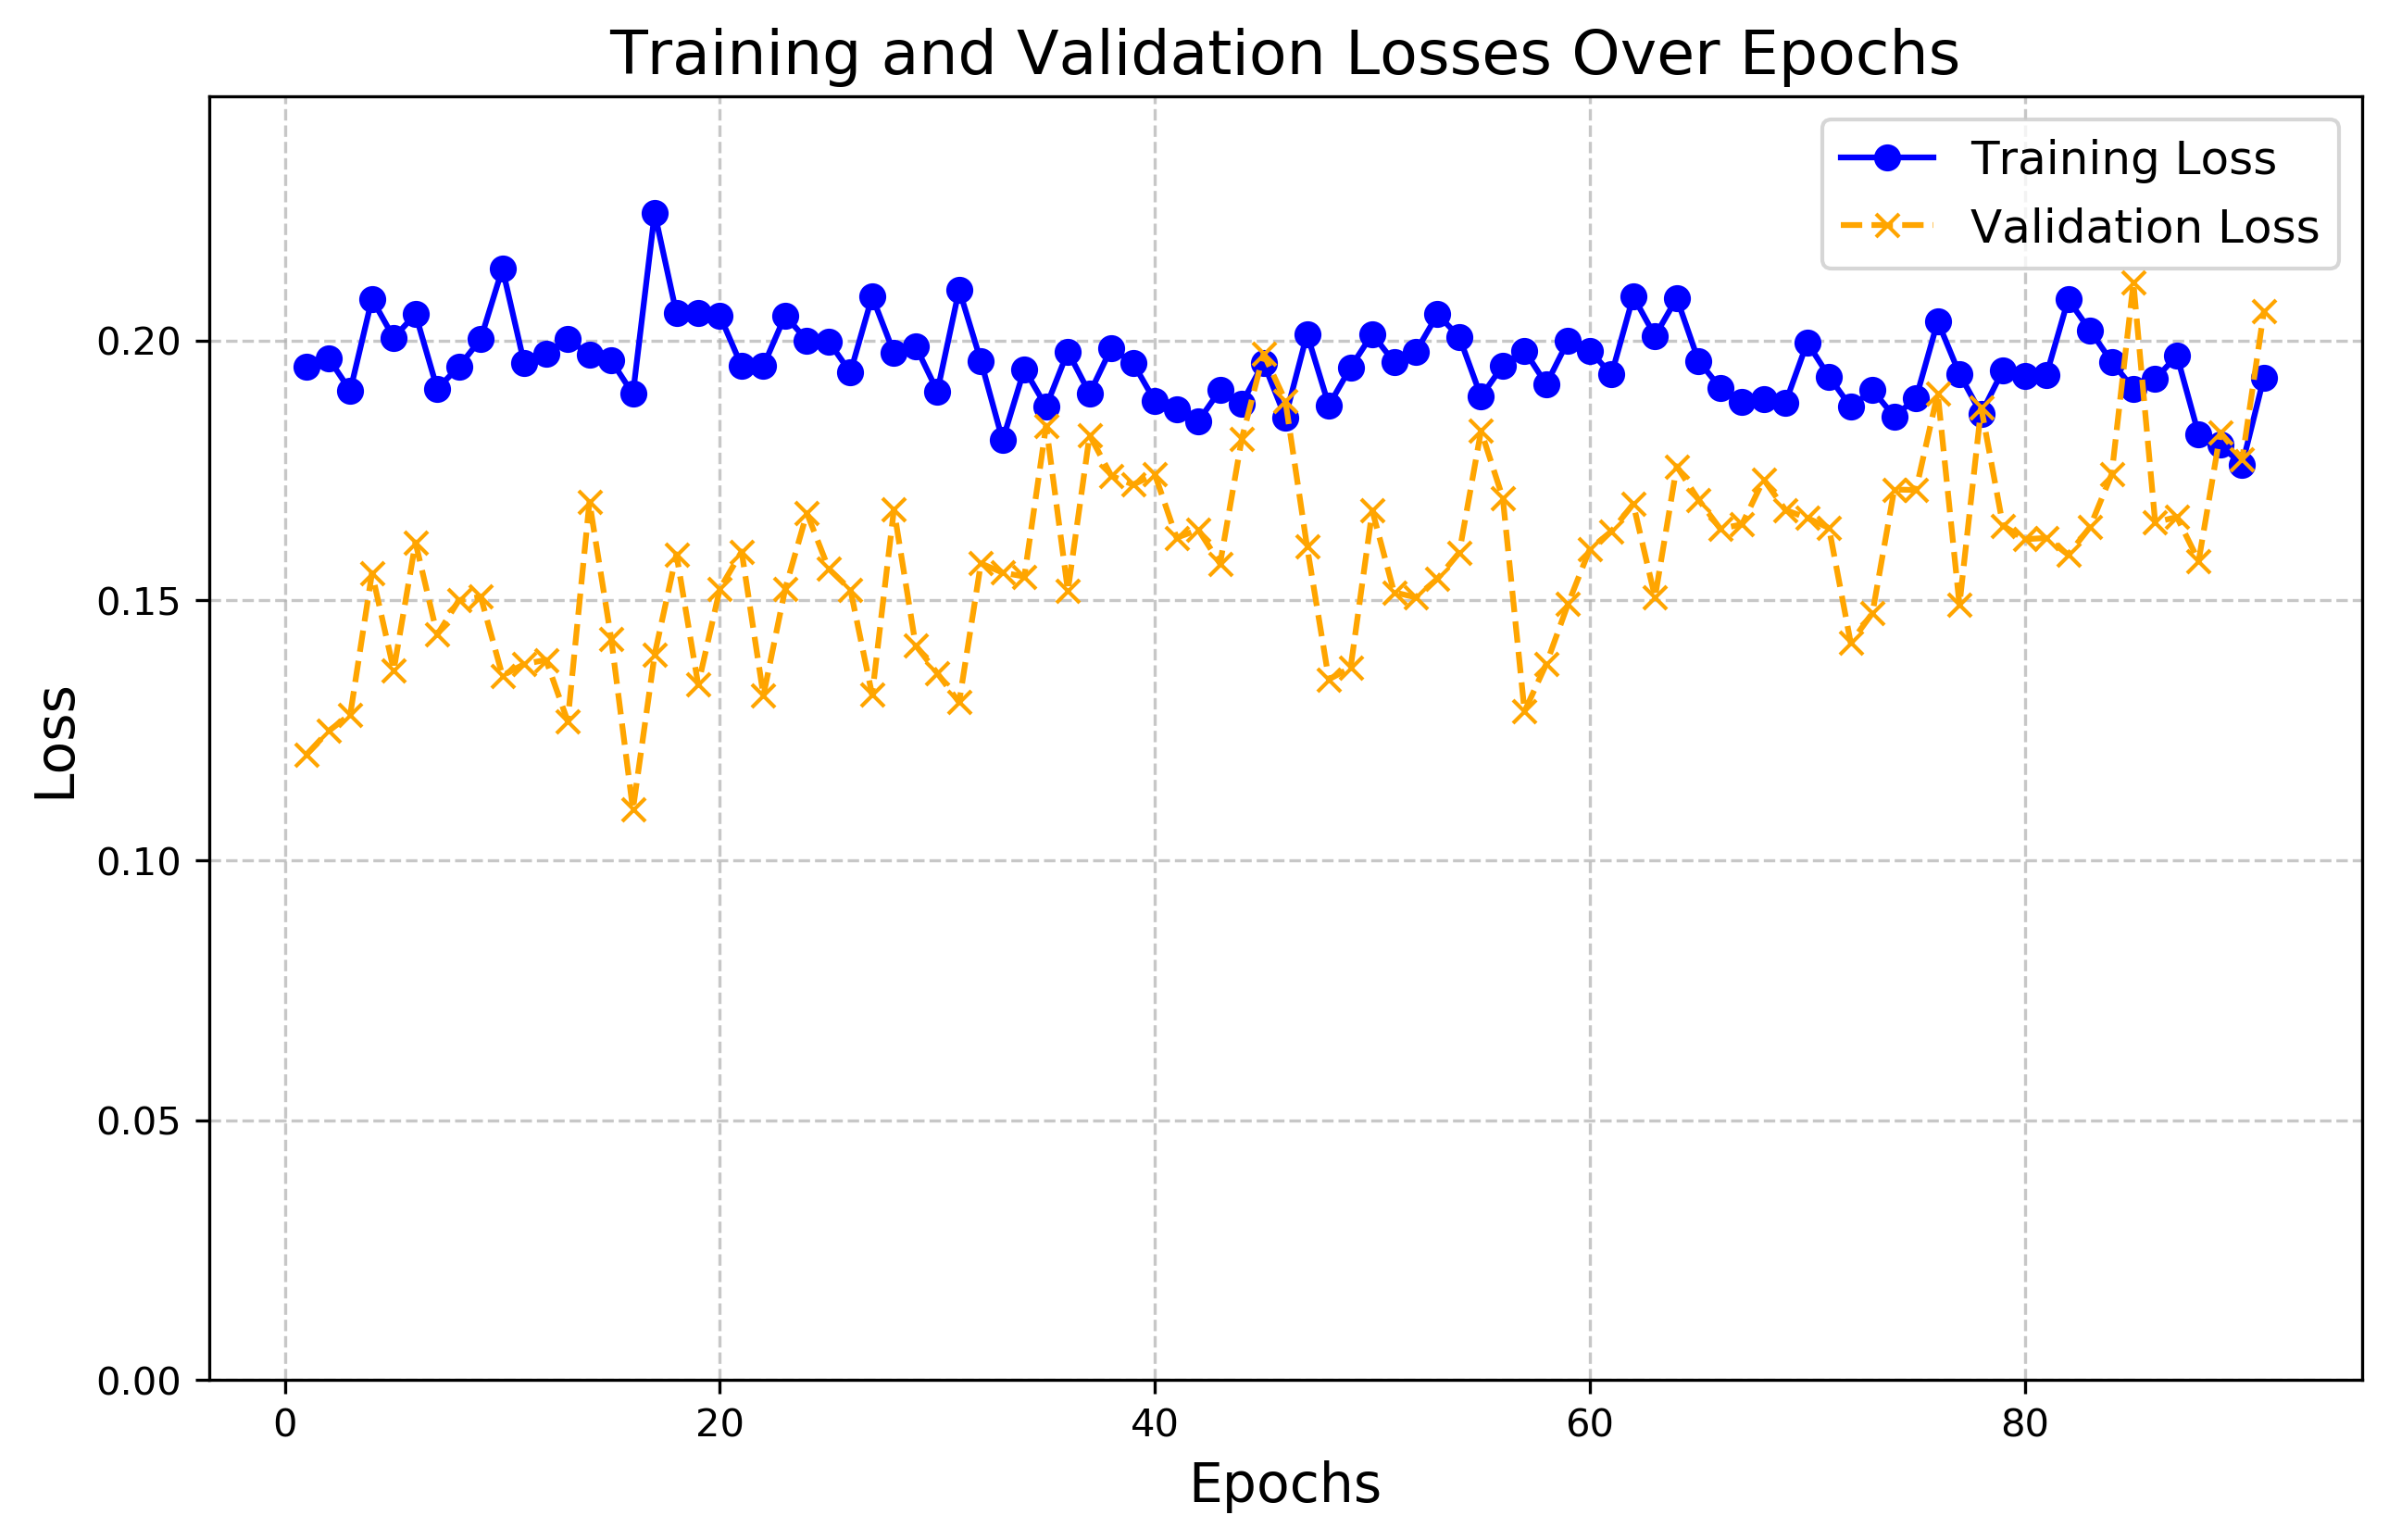 Training and Validation Losses Over Epochs
Training Loss
Validation Loss
Loss
0.20
0.15
0.10
0.05
0.00
0 20 40 60 80
Epochs